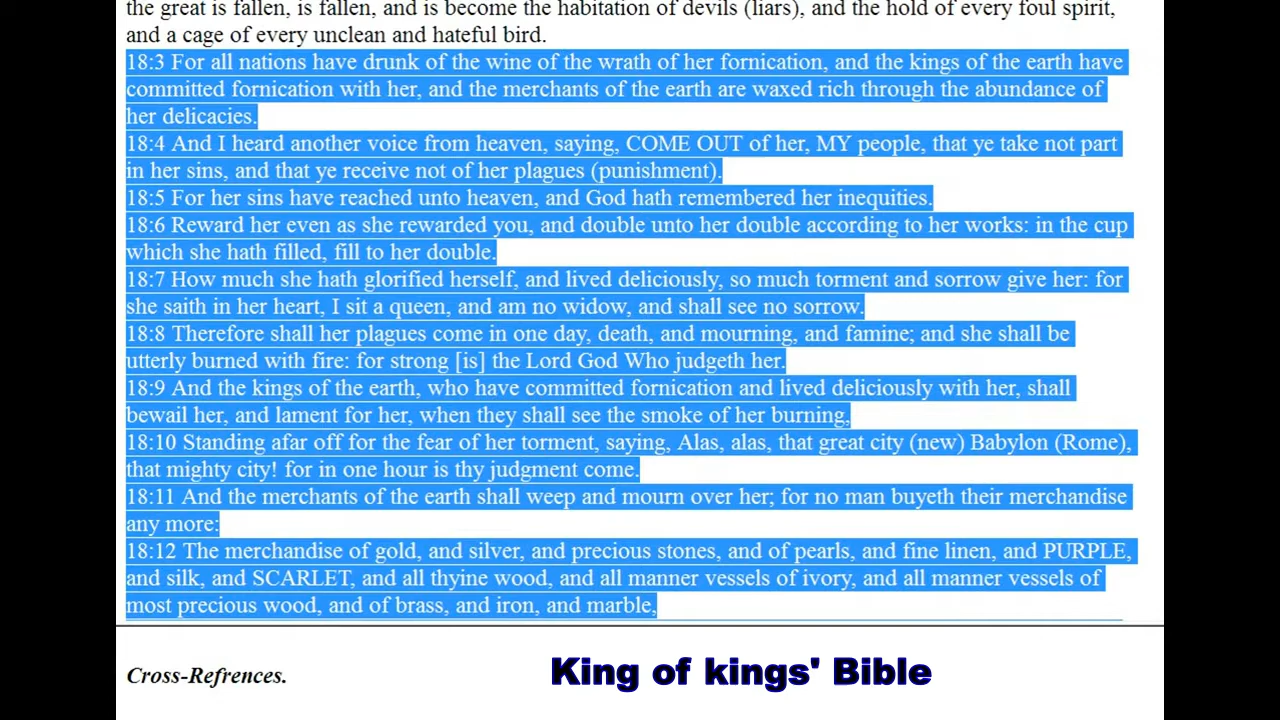 the great is fallen, is fallen, and is become the habitation of devils (liars), and the hold of every foul spirit,
and a cage of every unclean and hateful bird.
18:3 For all nations have drunk of the wine of the wrath of her fornication, and the kings of the earth have
committed fornication with her, and the merchants of the earth are waxed rich through the abundance of
her delicacies.
18:4 And I heard another voice from heaven, saying, COME OUT of her, MY people, that ye take not part
in her sins, and that ye receive not of her plagues (punishment).
18:5 For her sins have reached unto heaven, and God hath remembered her inequities.
18:6 Reward her even as she rewarded you, and double unto her double according to her works: in the cup
which she hath filled, fill to her double.
18:7 How much she hath glorified herself, and lived deliciously, so much torment and sorrow give her: for
she saith in her heart, I sit a queen, and am no widow, and shall see no sorrow.
18:8 Therefore shall her plagues come in one day, death, and mourning, and famine; and she shall be
utterly burned with fire: for strong [is] the Lord God Who judgeth her.
18:9 And the kings of the earth, who have committed fornication and lived deliciously with her, shall
bewail her, and lament for her, when they shall see the smoke of her burning,
18:10 Standing afar off for the fear of her torment, saying, Alas, alas, that great city (new) Babylon (Rome),
that mighty city! for in one hour is thy judgment come.
18:11 And the merchants of the earth shall weep and mourn over her; for no man buyeth their merchandise
any more:
18:12 The merchandise of gold, and silver, and precious stones, and of pearls, and fine linen, and PURPLE,
and silk, and SCARLET, and all thyine wood, and all manner vessels of ivory, and all manner vessels of
most precious wood, and of brass, and iron, and marble,
Cross-Refrences.
King of kings' Bible